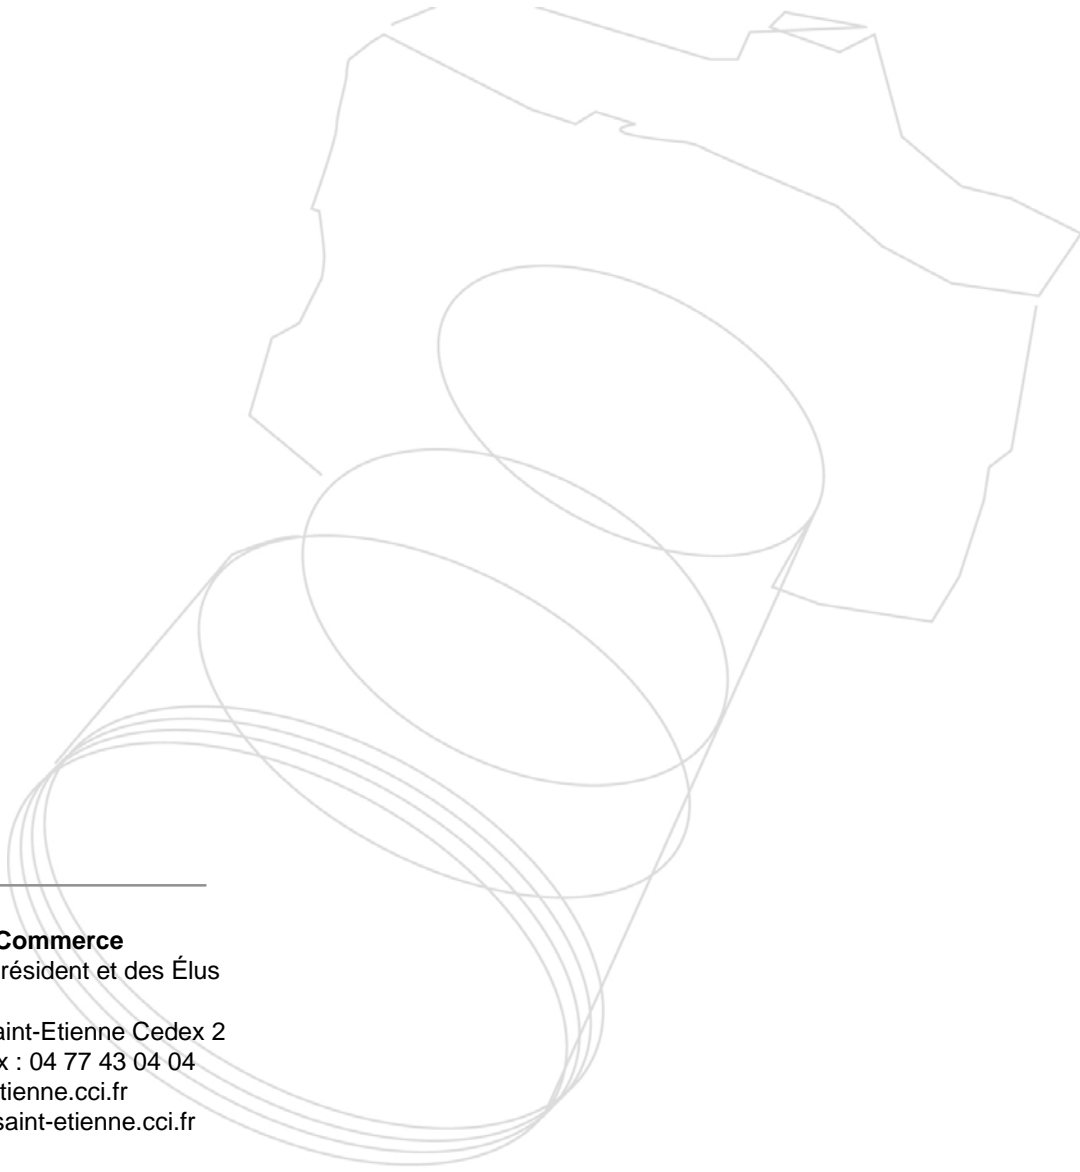 Commerce
résident et des Élus
aint-Etienne Cedex 2
x : 04 77 43 04 04
tienne.cci.fr
saint-etienne.cci.fr